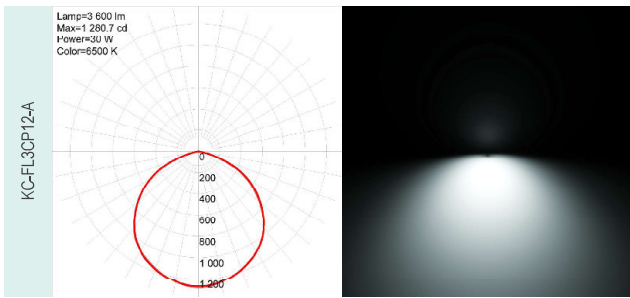 KC-FL3CP12-A
Lamp=3 600 lm
Max=1 280.7 cd
Power=30 W
Color=6500 K
0
200
400
600
800
1 000
1 200